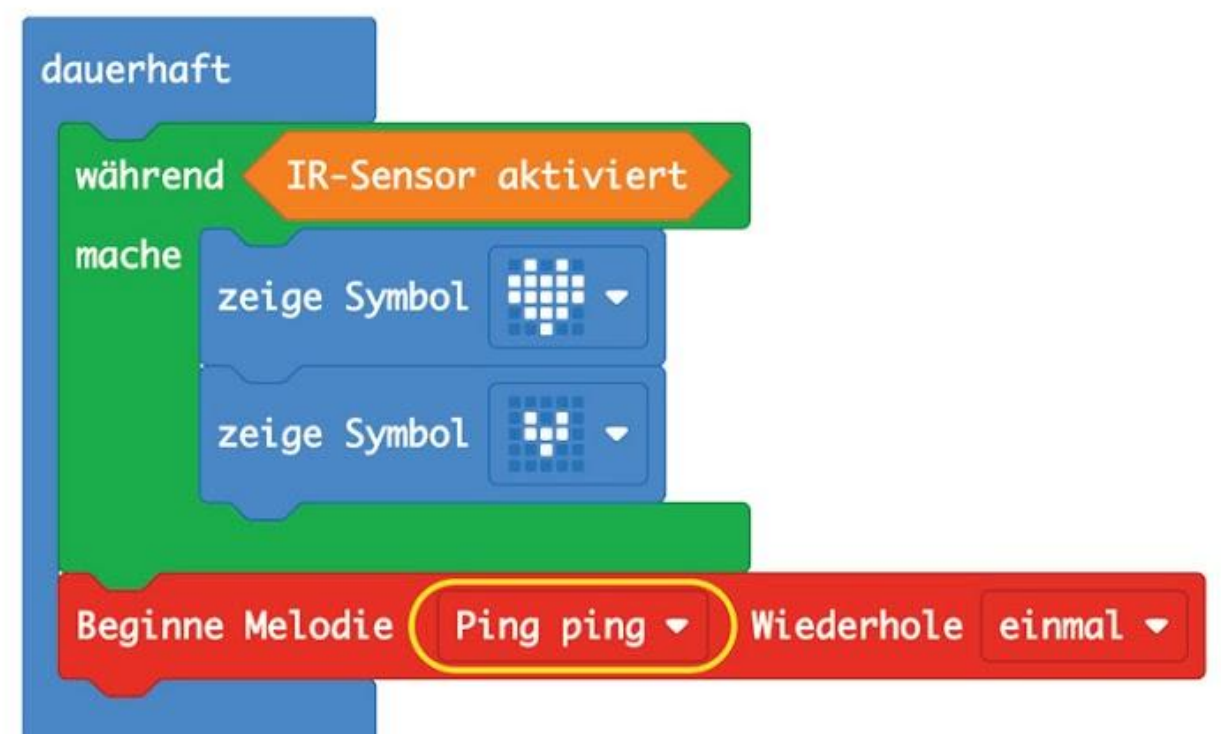 dauerhaft
während IR-Sensor aktiviert
mache
zeige Symbol
zeige Symbol
Beginne Melodie Ping ping Wiederhole einmal